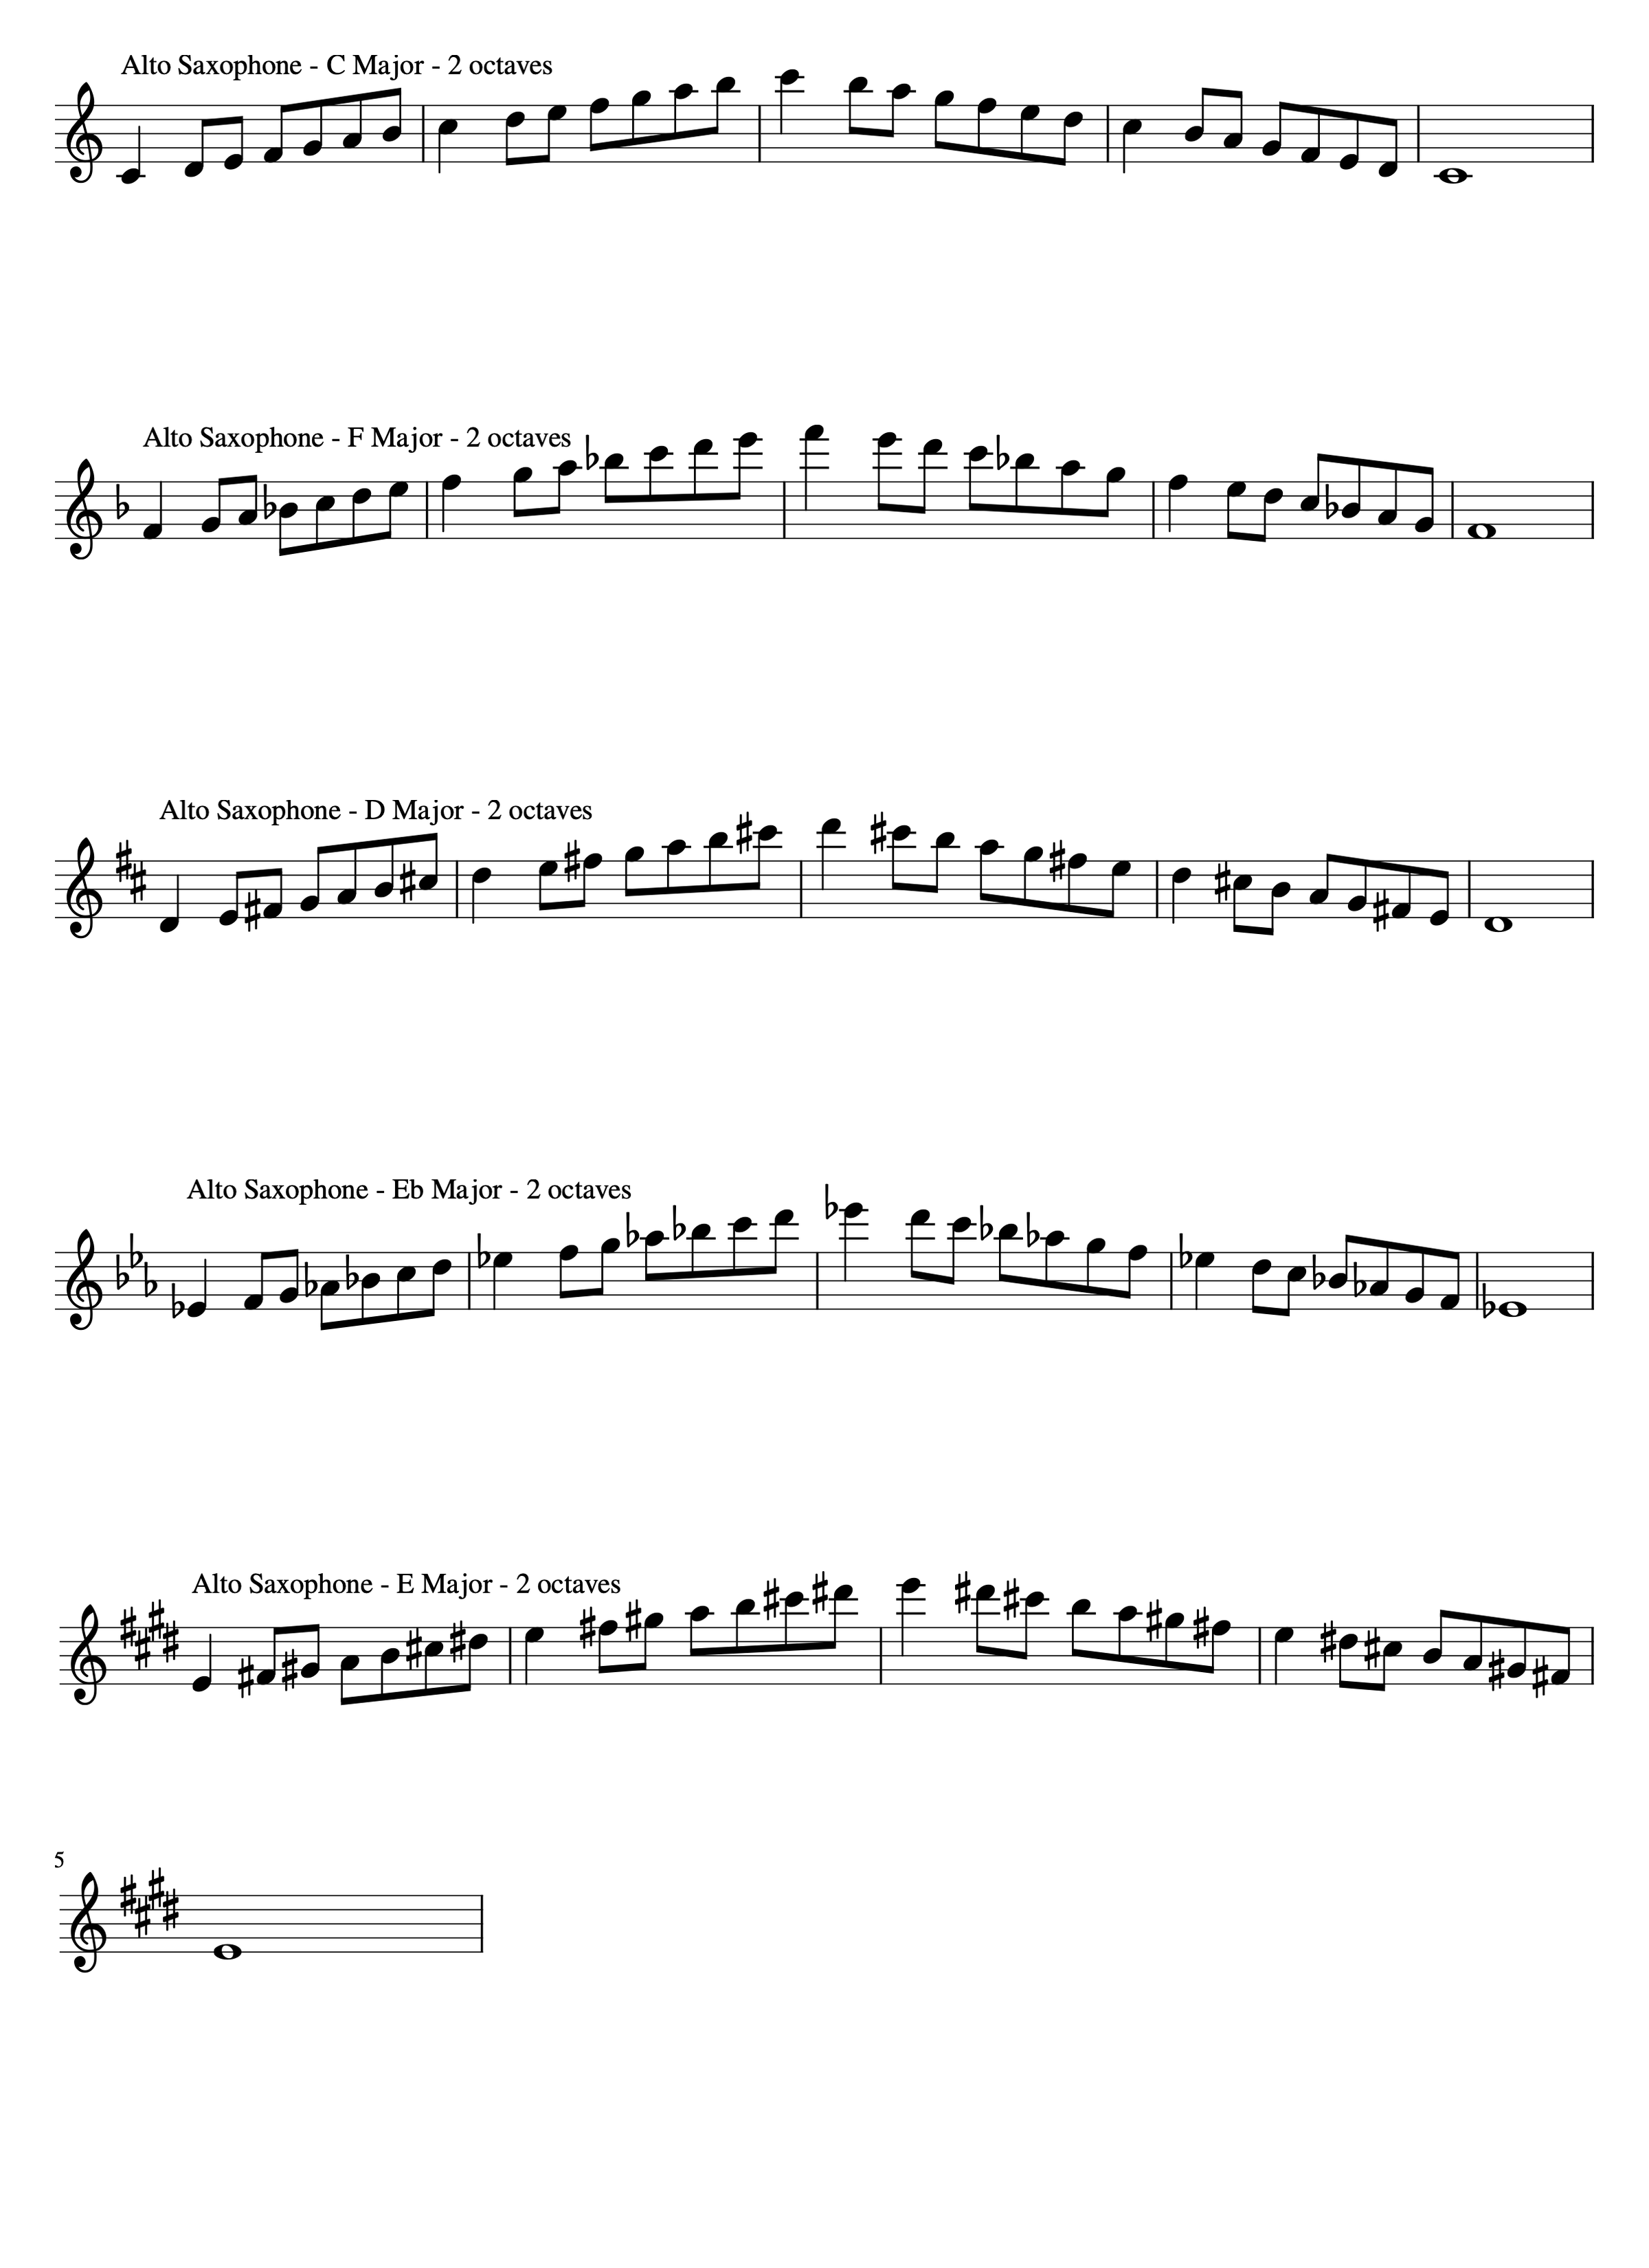 Alto Saxophone - C Major - 2 octaves
Alto Saxophone - F Major - 2 octaves
Alto Saxophone - D Major - 2 octaves
Alto Saxophone - Eb Major - 2 octaves
Alto Saxophone - E Major - 2 octaves
5